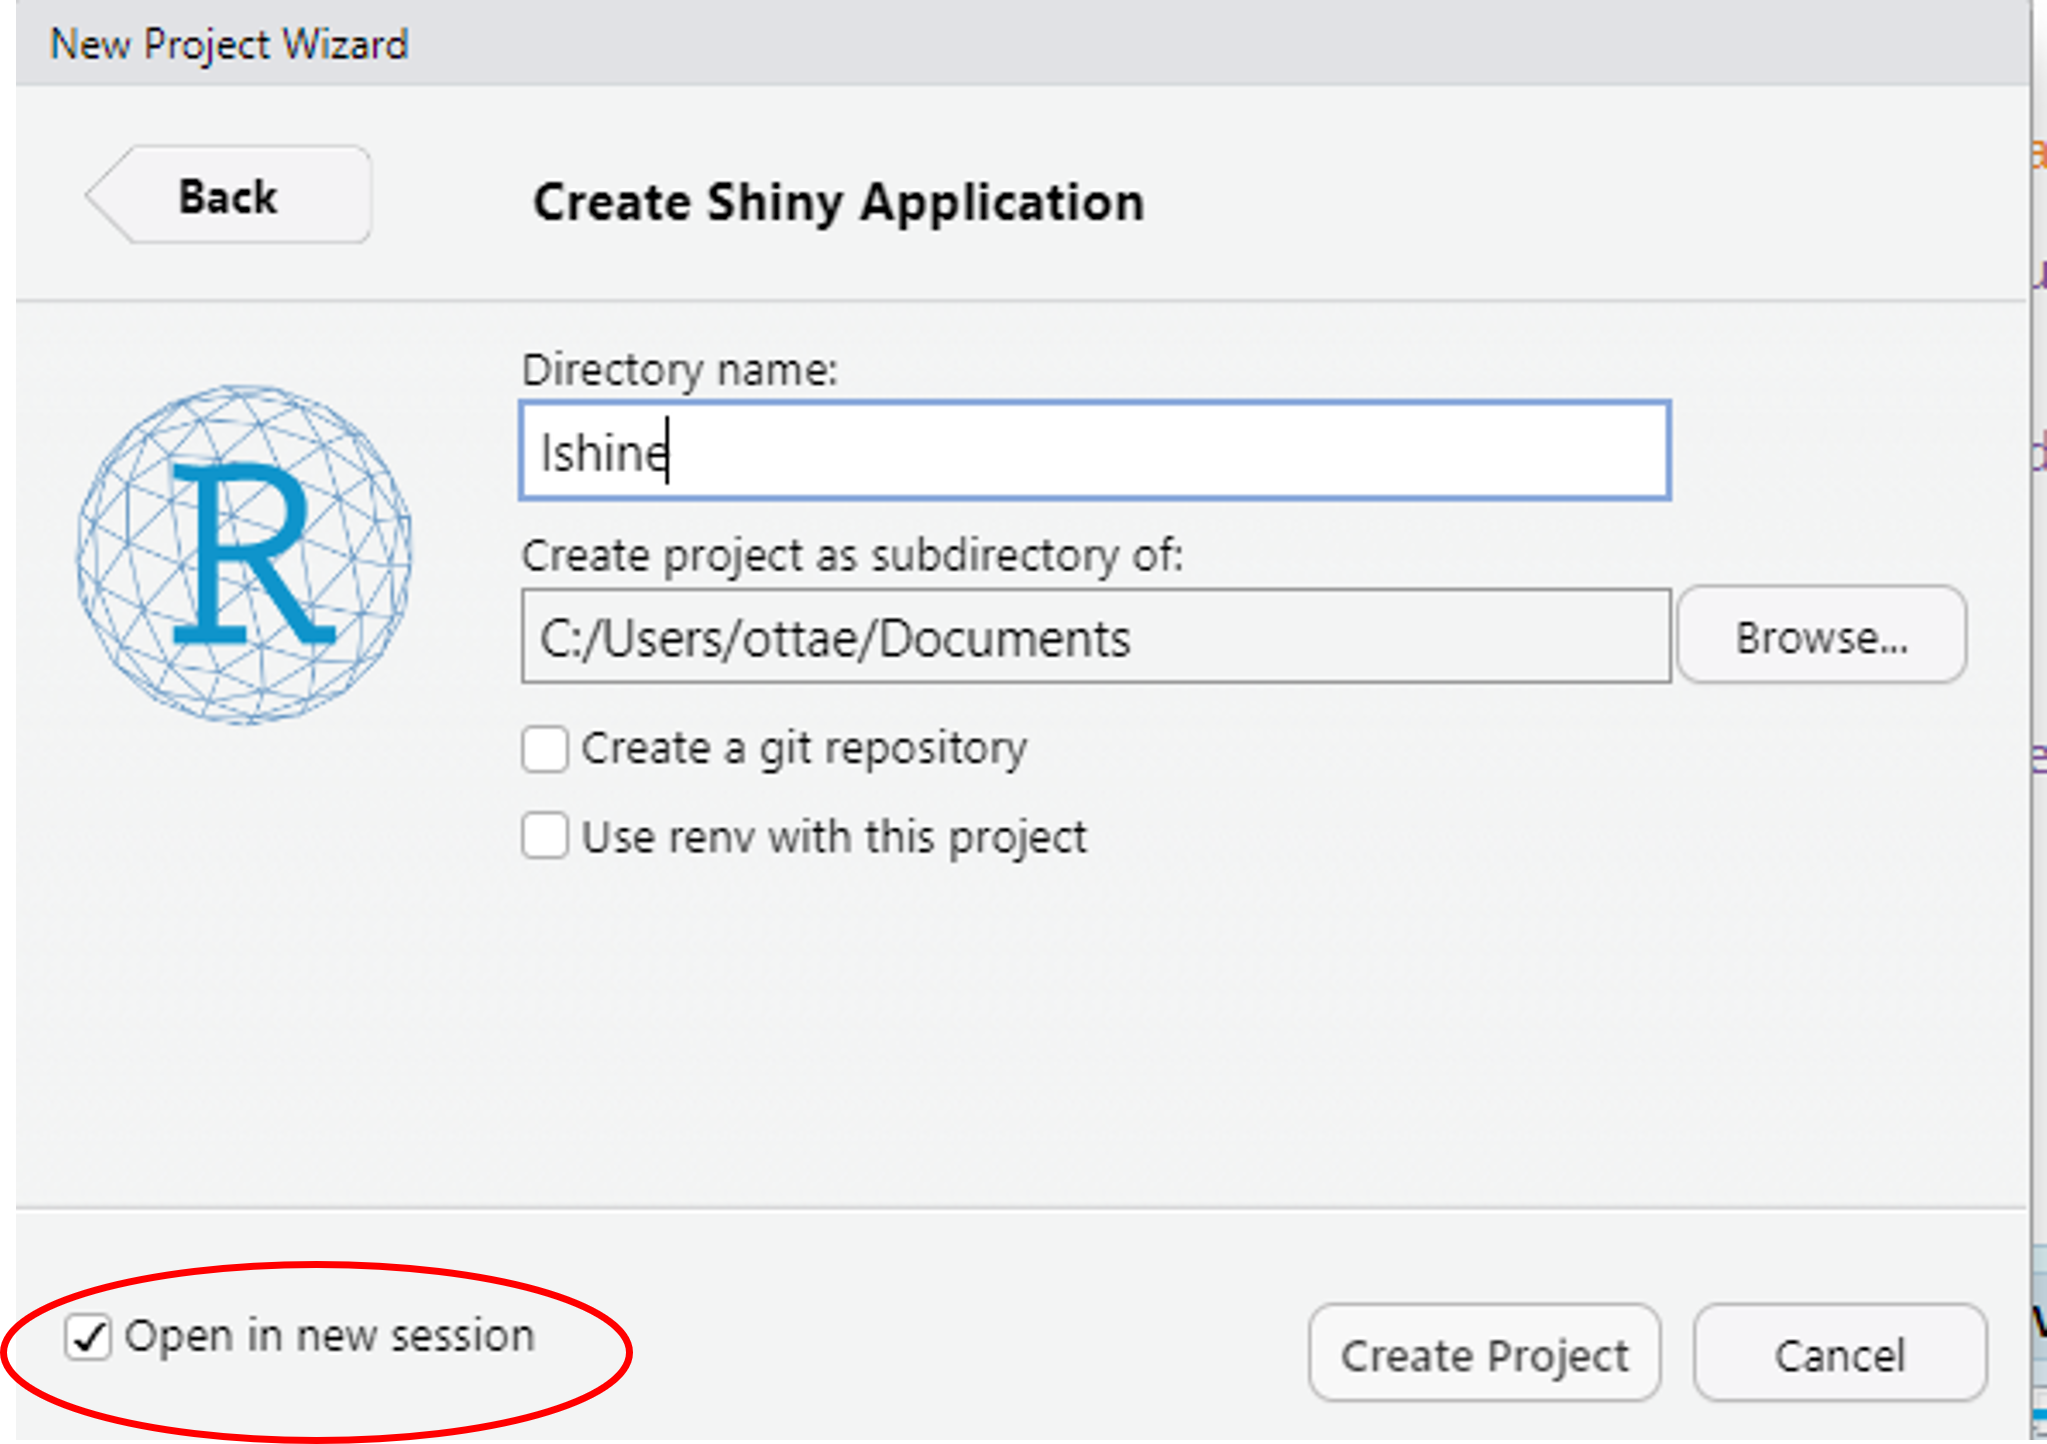 New Project Wizard
Back
Create Shiny Application
R
Directory name:
lshine
Create project as subdirectory of:
C:/Users/ottae/Documents
Browse...
Create a git repository
Use renv with this project
Open in new session
Create Project
Cancel